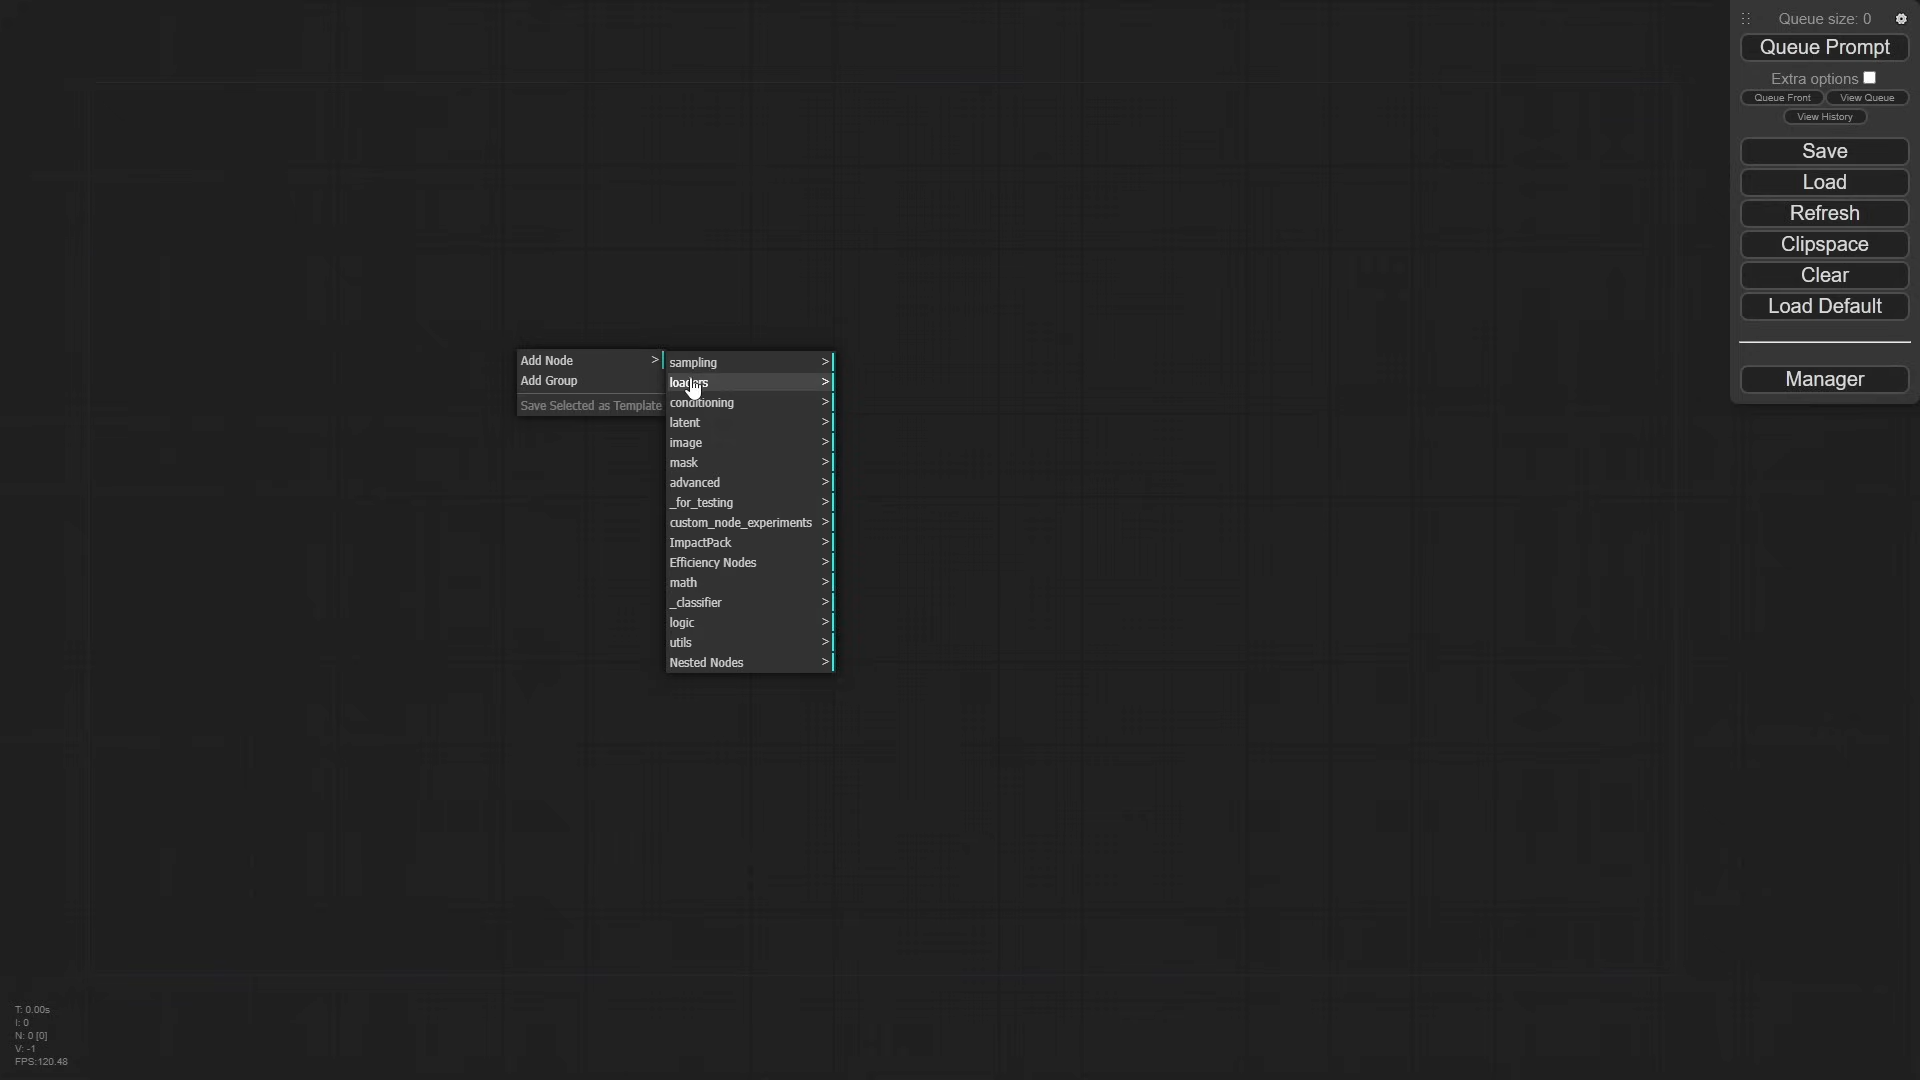 Queue size: 0
Queue Prompt
Extra options
Queue Front View Queue
View History
Save
Load
Refresh
Clipspace
Clear
Load Default
Manager
Add Node >
Add Group
Save Selected as Template
sampling >
loaders >
conditioning >
latent >
image >
mask >
advanced >
_for_testing >
custom_node_experiments >
ImpactPack >
Efficiency Nodes >
math >
_classifier >
logic >
utils >
Nested Nodes >
T: 0.00s
I: 0
N: 0 [0]
V: -1
FPS:120.48